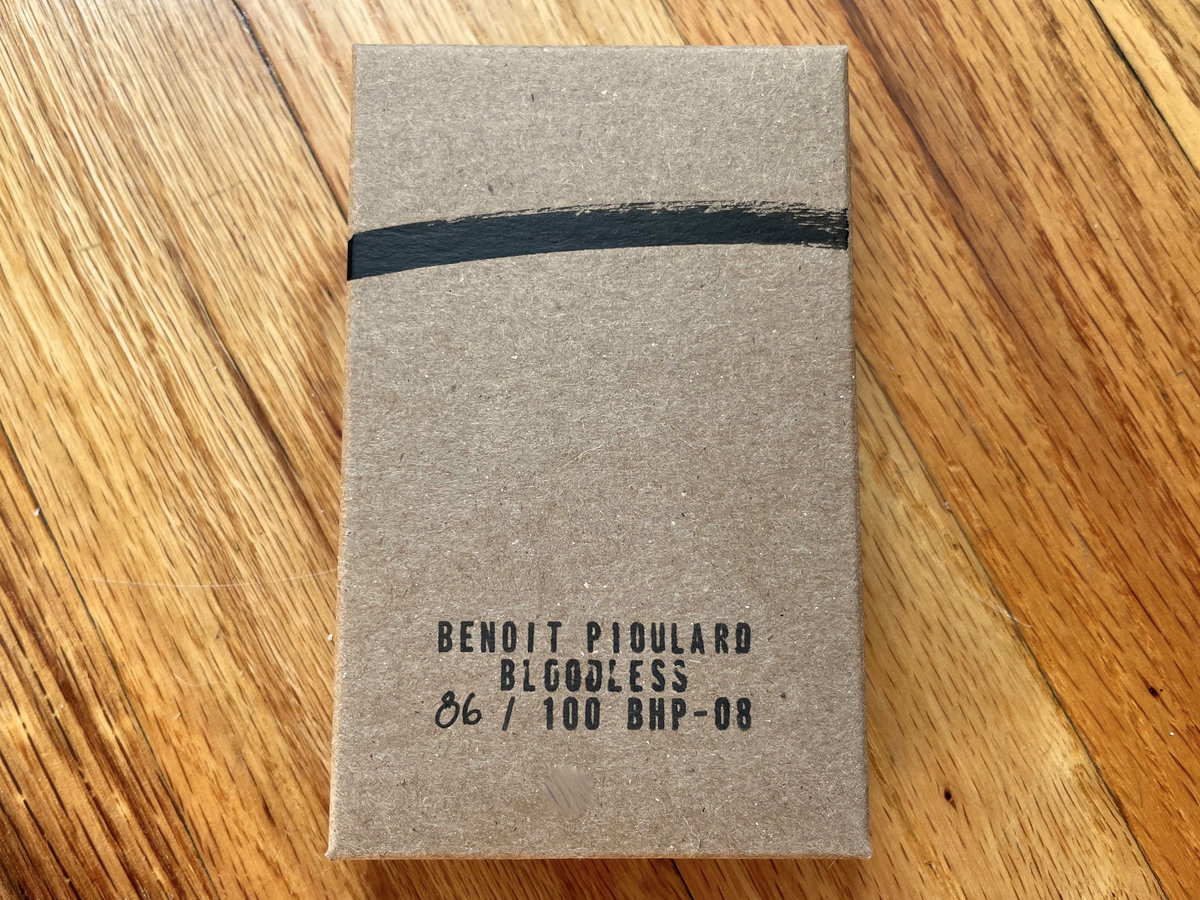 BENOIT PIOULARD
BLOODLESS
86 / 100 BHP-08